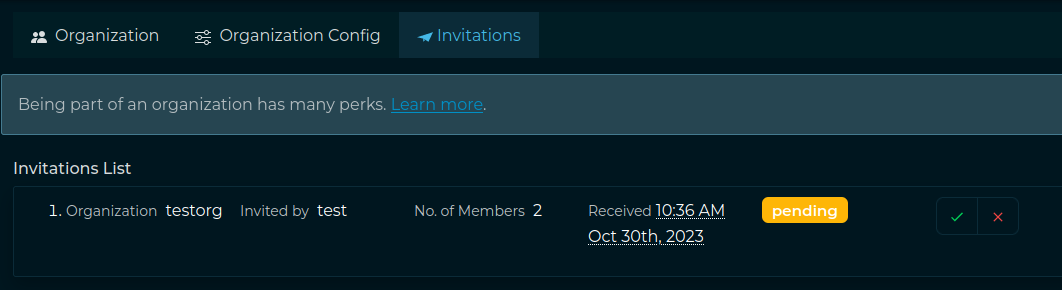 Organization Organization Config Invitations
Being part of an organization has many perks. Learn more.
Invitations List
1. Organization testorg Invited by test No. of Members 2 Received 10:36 AM pending
Oct 30th, 2023